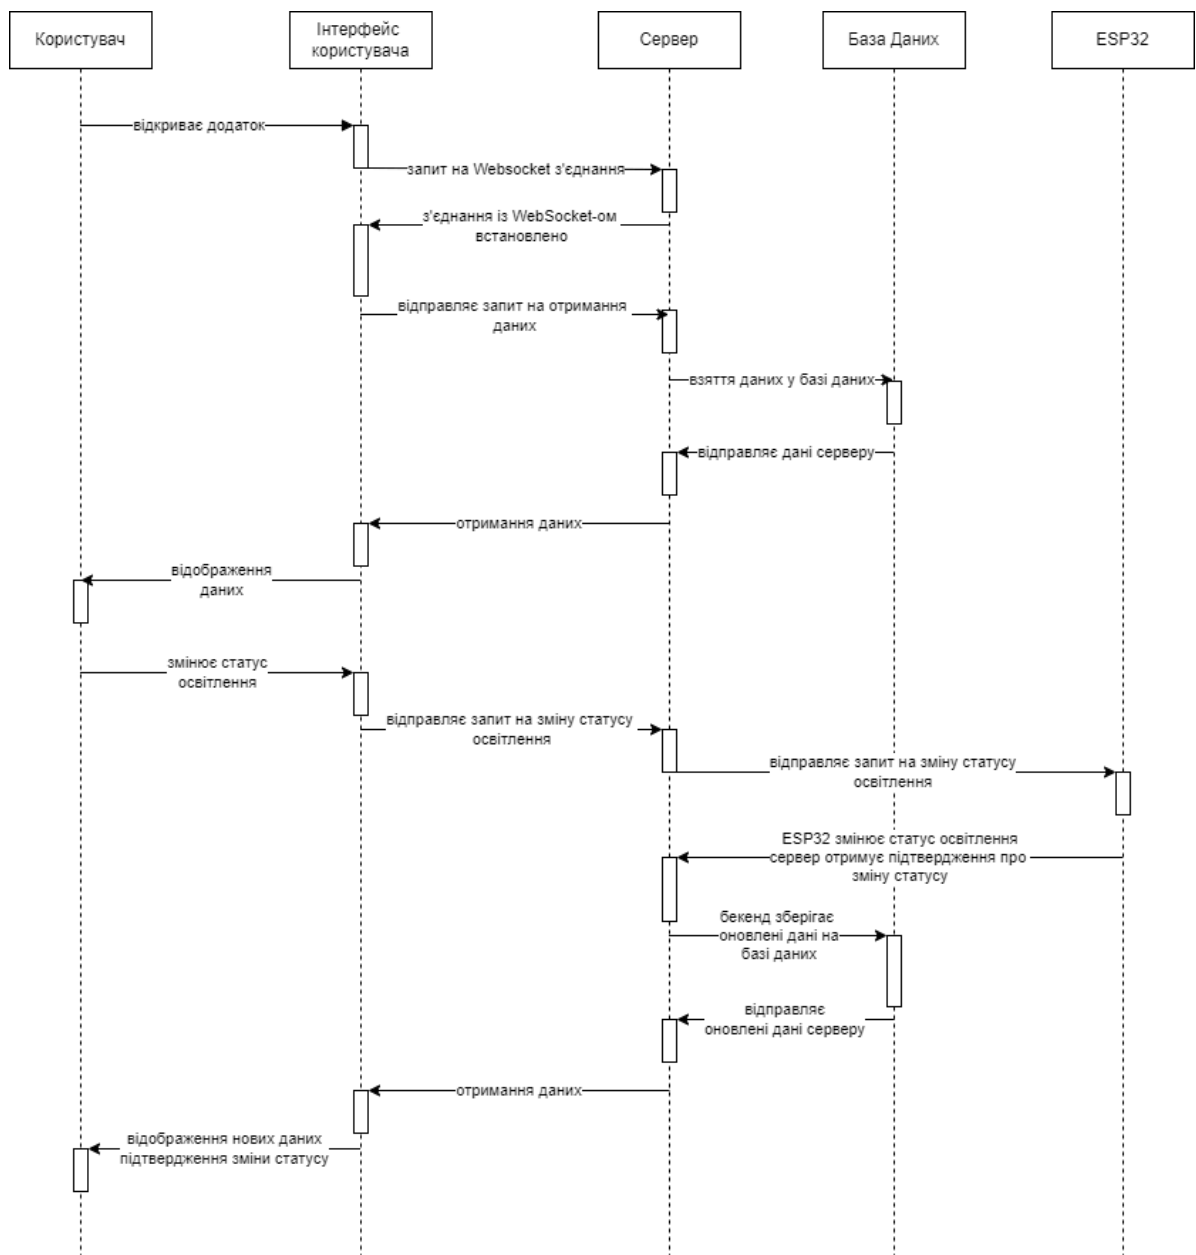 Користувач
Інтерфейс
користувача
Сервер
База Даних
ESP32
відкриває додаток
запит на Websocket з'єднання
з'єднання із WebSocket-ом
встановлено
відправляє запит на отримання
даних
взяття даних у базі даних
відправляє дані серверу
отримання даних
відображення
даних
змінює статус
освітлення
відправляє запит на зміну статусу
освітлення
відправляє запит на зміну статусу
освітлення
ESP32 змінює статус освітлення
сервер отримує підтвердження про
зміну статусу
бекенд зберігає
оновлені дані на
базі даних
відправляє
оновлені дані серверу
отримання даних
відображення нових даних
підтвердження зміни статусу